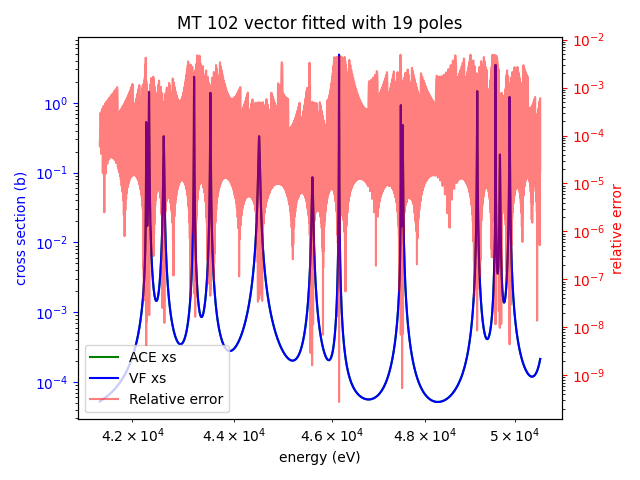 MT 102 vector fitted with 19 poles
10⁰
10⁻¹
10⁻²
10⁻³
10⁻⁴
cross section (b)
10⁻²
10⁻³
10⁻⁴
10⁻⁵
10⁻⁶
10⁻⁷
10⁻⁸
10⁻⁹
relative error
ACE xs
VF xs
Relative error
4.2 × 10⁴ 4.4 × 10⁴ 4.6 × 10⁴ 4.8 × 10⁴ 5 × 10⁴
energy (eV)